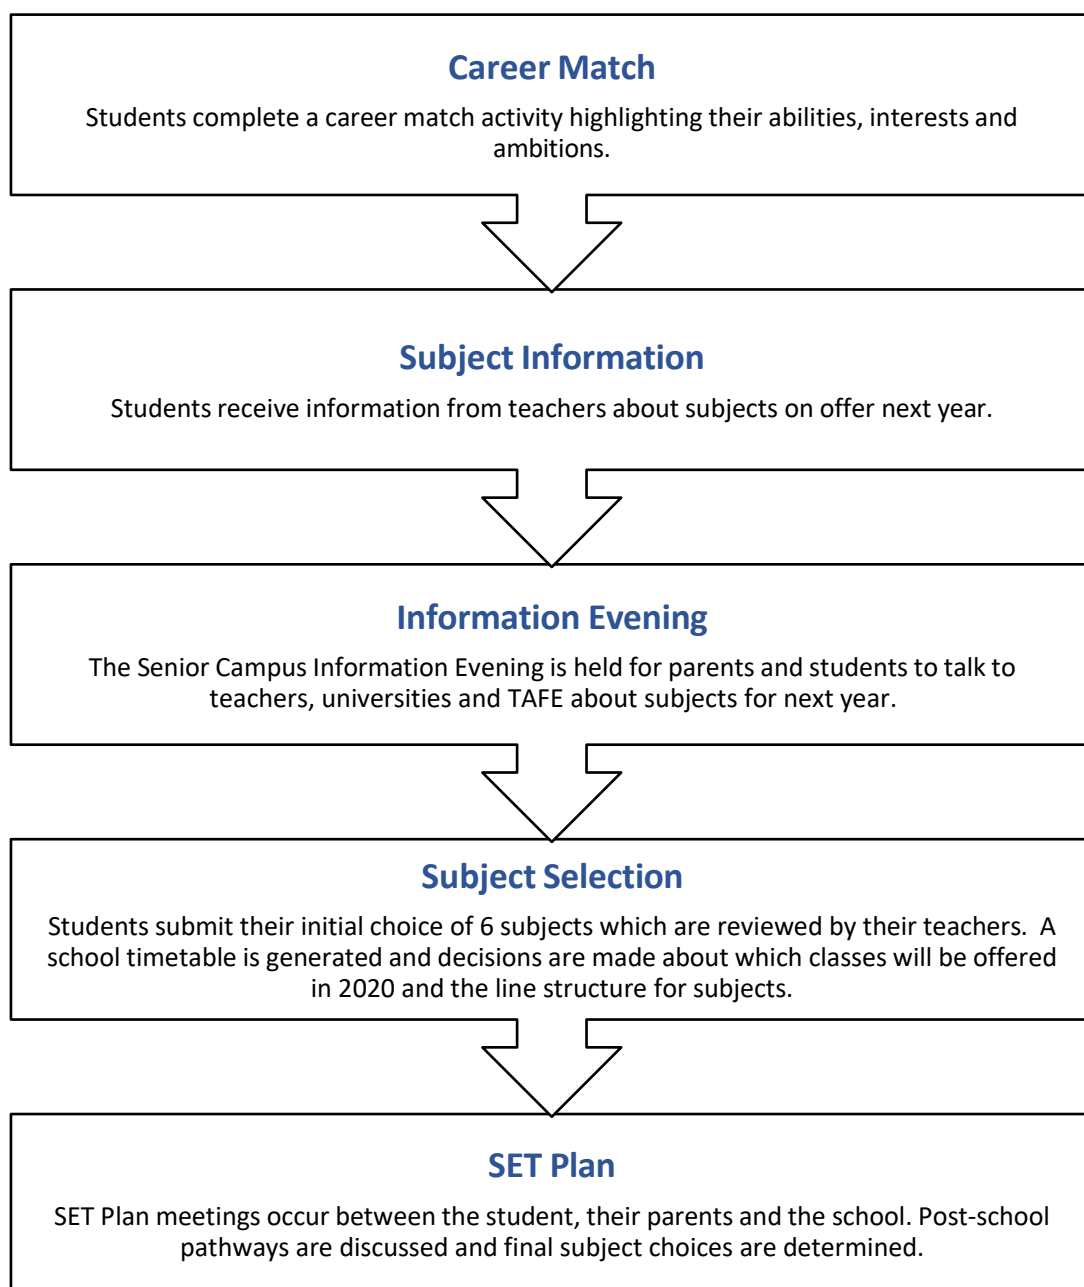 Career Match
Students complete a career match activity highlighting their abilities, interests and
ambitions.
Subject Information
Students receive information from teachers about subjects on offer next year.
Information Evening
The Senior Campus Information Evening is held for parents and students to talk to
teachers, universities and TAFE about subjects for next year.
Subject Selection
Students submit their initial choice of 6 subjects which are reviewed by their teachers.  A
school timetable is generated and decisions are made about which classes will be offered
in 2020 and the line structure for subjects.
SET Plan
SET Plan meetings occur between the student, their parents and the school. Post-school
pathways are discussed and final subject choices are determined.